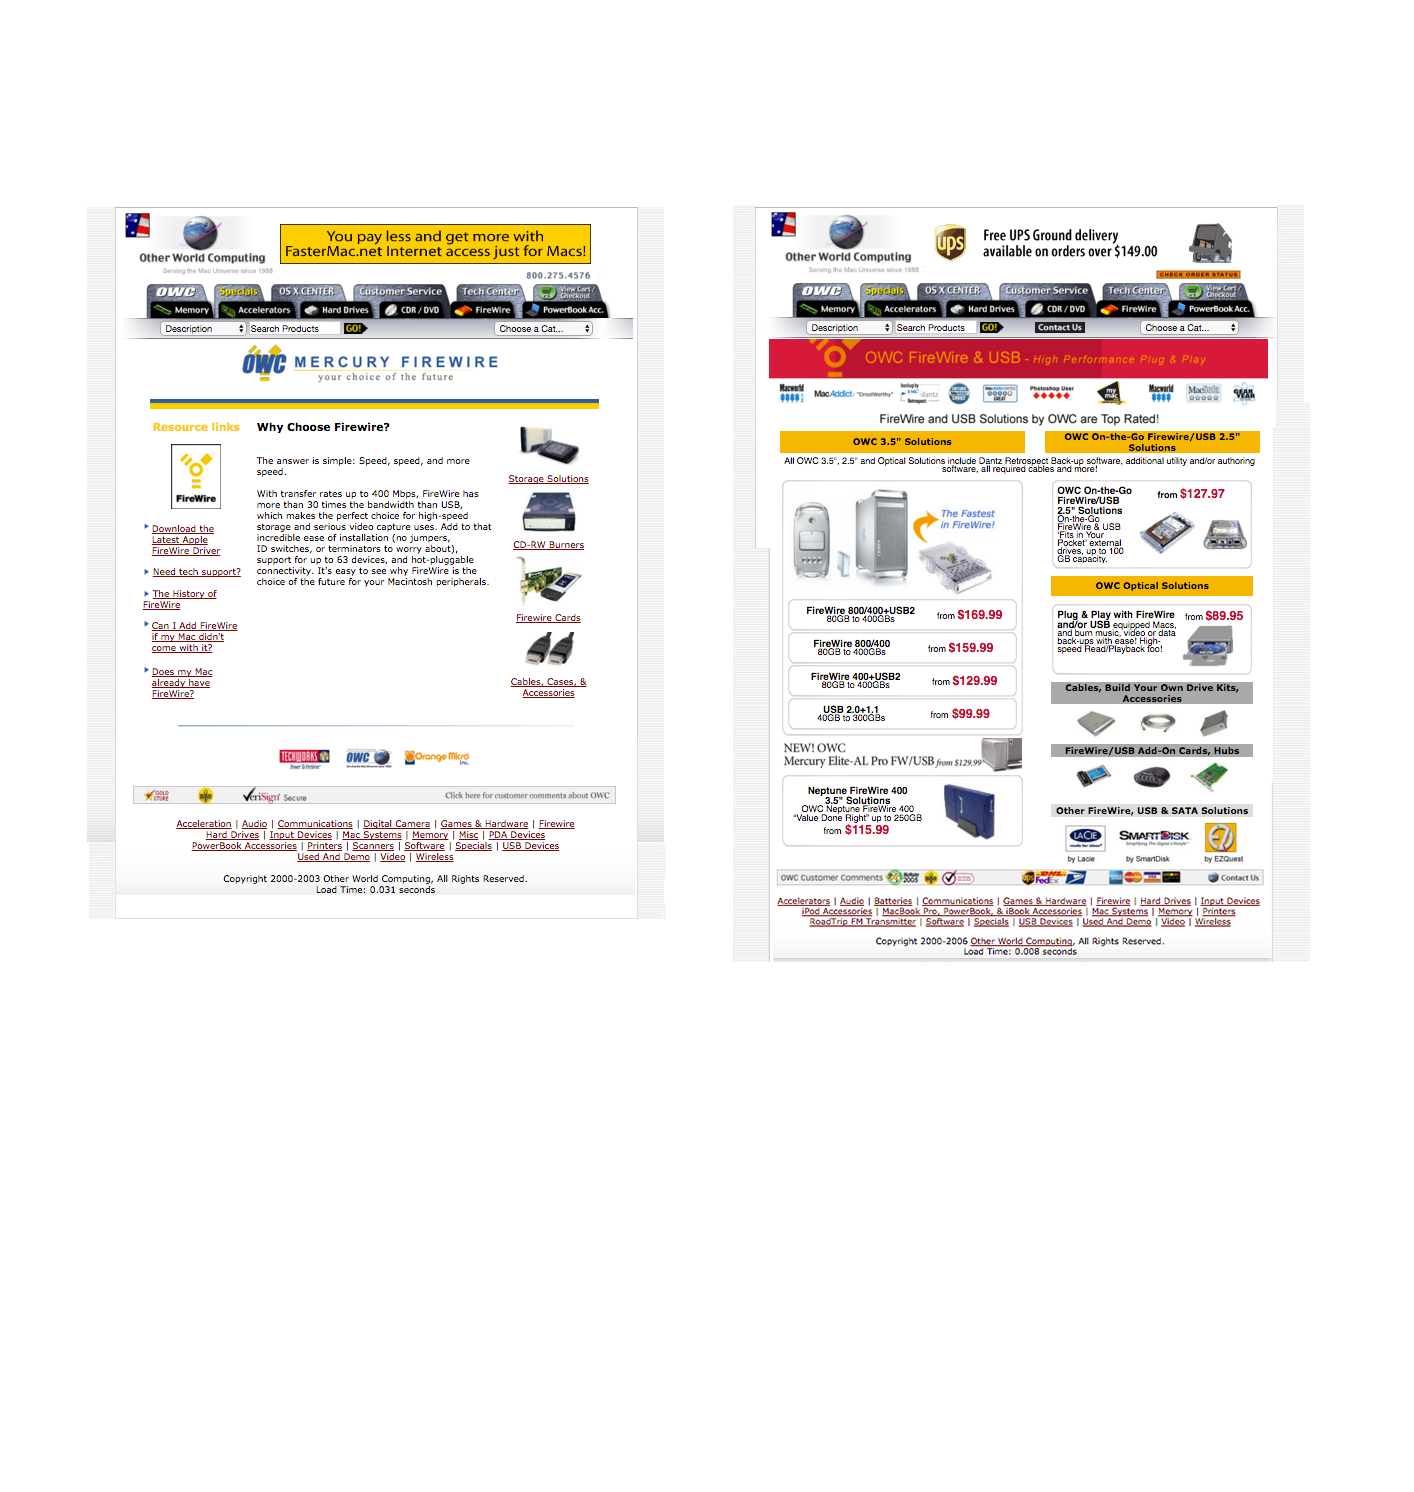 Other World Computing
Serving the Mac Universe since 1988
You pay less and get more with
FasterMac.net Internet access just for Macs!
800.275.4576
OWC Specials OS X CENTER Customer Service Tech Center View Cart / Checkout
Memory Accelerators Hard Drives CDR / DVD FireWire PowerBook Acc.
Description Search Products GO! Choose a Cat...
OWC MERCURY FIREWIRE
your choice of the future
Resource links
FireWire
Download the
Latest Apple
FireWire Driver
Need tech support?
The History of
FireWire
Can I Add FireWire
if my Mac didn't
come with it?
Does my Mac
already have
FireWire?
Why Choose Firewire?
The answer is simple: Speed, speed, and more
speed.
With transfer rates up to 400 Mbps, FireWire has
more than 30 times the bandwidth than USB,
which makes the perfect choice for high-speed
storage and serious video capture uses. Add to that
incredible ease of installation (no jumpers,
ID switches, or terminators to worry about),
support for up to 63 devices, and hot-pluggable
connectivity. It's easy to see why FireWire is the
choice of the future for your Macintosh peripherals.
Storage Solutions
CD-RW Burners
Firewire Cards
Cables, Cases, &
Accessories
TECHWORKS OWC Orange Micro Inc.
GOLD STORE VeriSign Secure Click here for customer comments about OWC
Acceleration | Audio | Communications | Digital Camera | Games & Hardware | Firewire
Hard Drives | Input Devices | Mac Systems | Memory | Misc | PDA Devices
PowerBook Accessories | Printers | Scanners | Software | Specials | USB Devices
Used And Demo | Video | Wireless
Copyright 2000-2003 Other World Computing, All Rights Reserved.
Load Time: 0.031 seconds
Other World Computing
Serving the Mac Universe since 1988
ups
Free UPS Ground delivery
available on orders over $149.00
CHECK ORDER STATUS
OWC Specials OS X CENTER Customer Service Tech Center View Cart / Checkout
Memory Accelerators Hard Drives CDR / DVD FireWire PowerBook Acc.
Description Search Products GO! Contact Us Choose a Cat...
OWC FireWire & USB - High Performance Plug & Play
Macworld MacAddict: "DroolWorthy" backup by dantz Retrospect Photoshop User my mac Macworld GEAR YEAR
FireWire and USB Solutions by OWC are Top Rated!
OWC 3.5" Solutions
OWC On-the-Go Firewire/USB 2.5"
Solutions
All OWC 3.5", 2.5" and Optical Solutions include Dantz Retrospect Back-up software, additional utility and/or authoring
software, all required cables and more!
The Fastest
in FireWire!
FireWire 800/400+USB2
80GB to 400GBs
from $169.99
FireWire 800/400
80GB to 400GBs
from $159.99
FireWire 400+USB2
80GB to 400GBs
from $129.99
USB 2.0+1.1
40GB to 300GBs
from $99.99
NEW! OWC
Mercury Elite-AL Pro FW/USB from $129.99
Neptune FireWire 400
3.5" Solutions
OWC Neptune FireWire 400
"Value Done Right" up to 250GB
from $115.99
OWC On-the-Go
FireWire/USB
2.5" Solutions
On-the-Go
FireWire & USB
'Fits in Your
Pocket' external
drives, up to 100
GB capacity.
from $127.97
OWC Optical Solutions
Plug & Play with FireWire
and/or USB equipped Macs,
and burn music, video or data
back-ups with ease! High-
speed Read/Playback too!
from $89.95
Cables, Build Your Own Drive Kits,
Accessories
FireWire/USB Add-On Cards, Hubs
Other FireWire, USB & SATA Solutions
LACIE SMARTDISK EZ
by Lacie by SmartDisk by EZQuest
OWC Customer Comments 2005 UPS DHL FedEx VISA Contact Us
Accelerators | Audio | Batteries | Communications | Games & Hardware | Firewire | Hard Drives | Input Devices
iPod Accessories | MacBook Pro, PowerBook, & iBook Accessories | Mac Systems | Memory | Printers
RoadTrip FM Transmitter | Software | Specials | USB Devices | Used And Demo | Video | Wireless
Copyright 2000-2006 Other World Computing, All Rights Reserved.
Load Time: 0.008 seconds